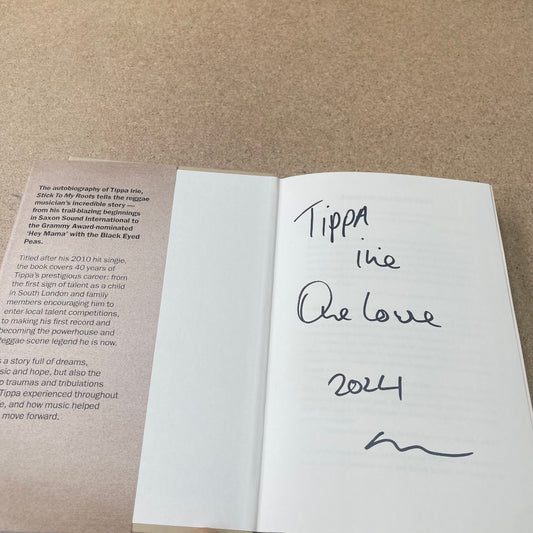 The autobiography of Tippa Irie,
Stick To My Roots tells the reggae
musician's incredible story —
from his trail-blazing beginnings
in Saxon Sound International to
the Grammy Award-nominated
'Hey Mama' with the Black Eyed
Peas.
Titled after his 2010 hit single,
the book covers 40 years of
Tippa's prestigious career: from
the first sign of talent as a child
in South London and family
members encouraging him to
enter local talent competitions,
to making his first record and
becoming the powerhouse and
reggae scene legend he is now.
a story full of dreams,
and hope, but also the
traumas and tribulations
Tippa experienced throughout
and how music helped
move forward.
TIPPA
irie
One Love
2024